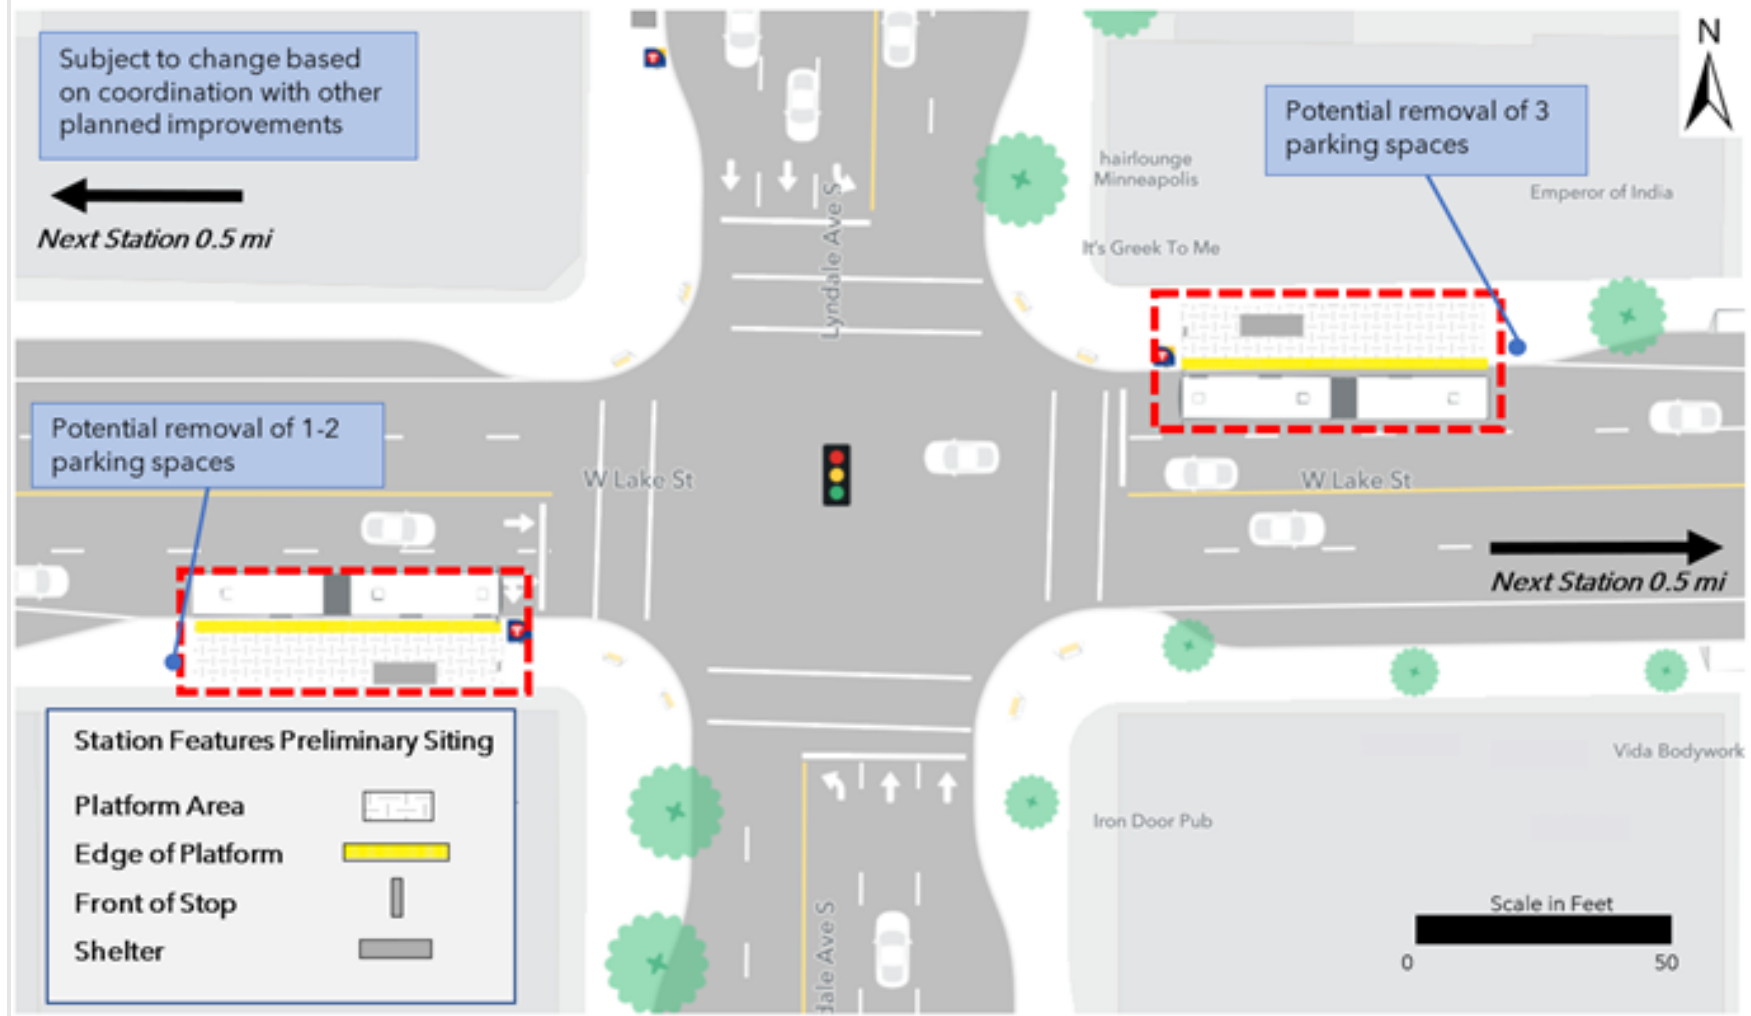 Subject to change based
on coordination with other
planned improvements
Next Station 0.5 mi
N
Potential removal of 3
parking spaces
hairlounge
Minneapolis
Emperor of India
It's Greek To Me
Lyndale Ave S
Potential removal of 1-2
parking spaces
W Lake St
W Lake St
Next Station 0.5 mi
Station Features Preliminary Siting
Platform Area
Edge of Platform
Front of Stop
Shelter
Vida Bodywork
Iron Door Pub
dale Ave S
Scale in Feet
0 50